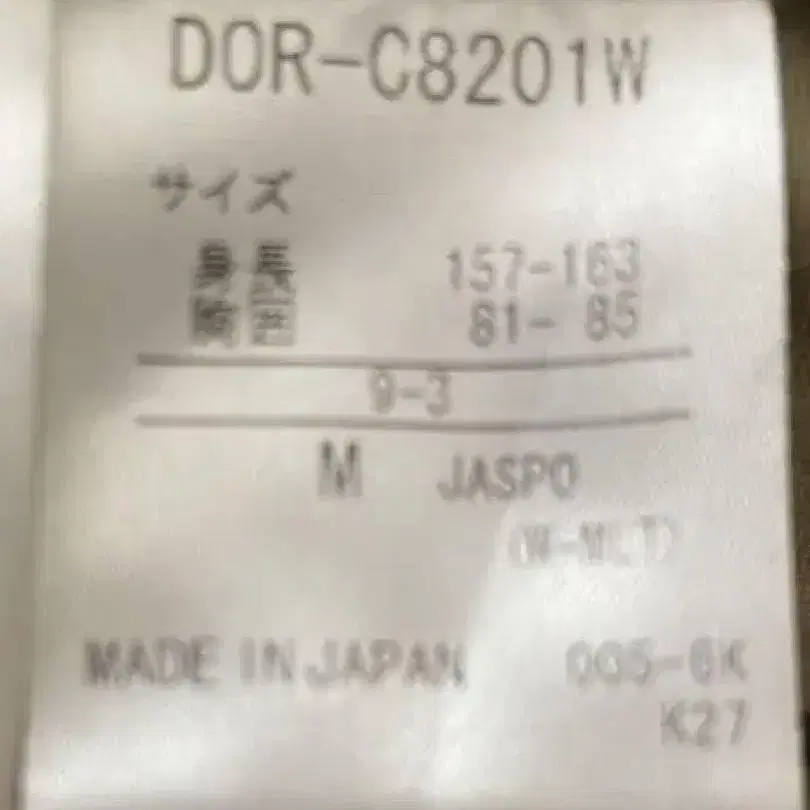 DOR-C8201W
サイズ
身長 157-163
胸囲 81- 85
9-3
M JASPO
(W-MLT)
MADE IN JAPAN 005-6K
K27